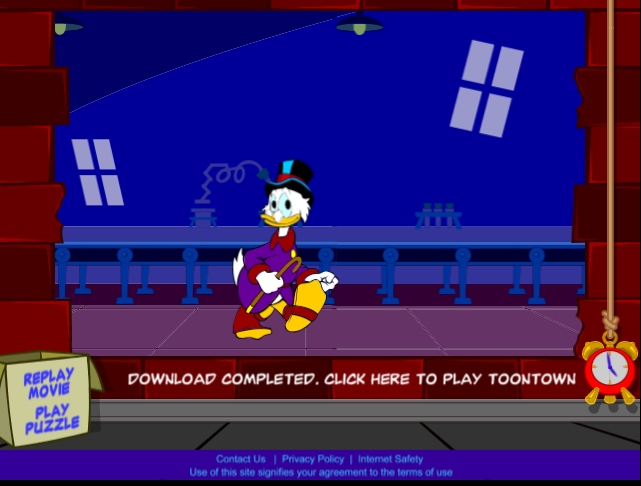 REPLAY
MOVIE
PLAY
PUZZLE
DOWNLOAD COMPLETED. CLICK HERE TO PLAY TOONTOWN
Contact Us | Privacy Policy | Internet Safety
Use of this site signifies your agreement to the terms of use